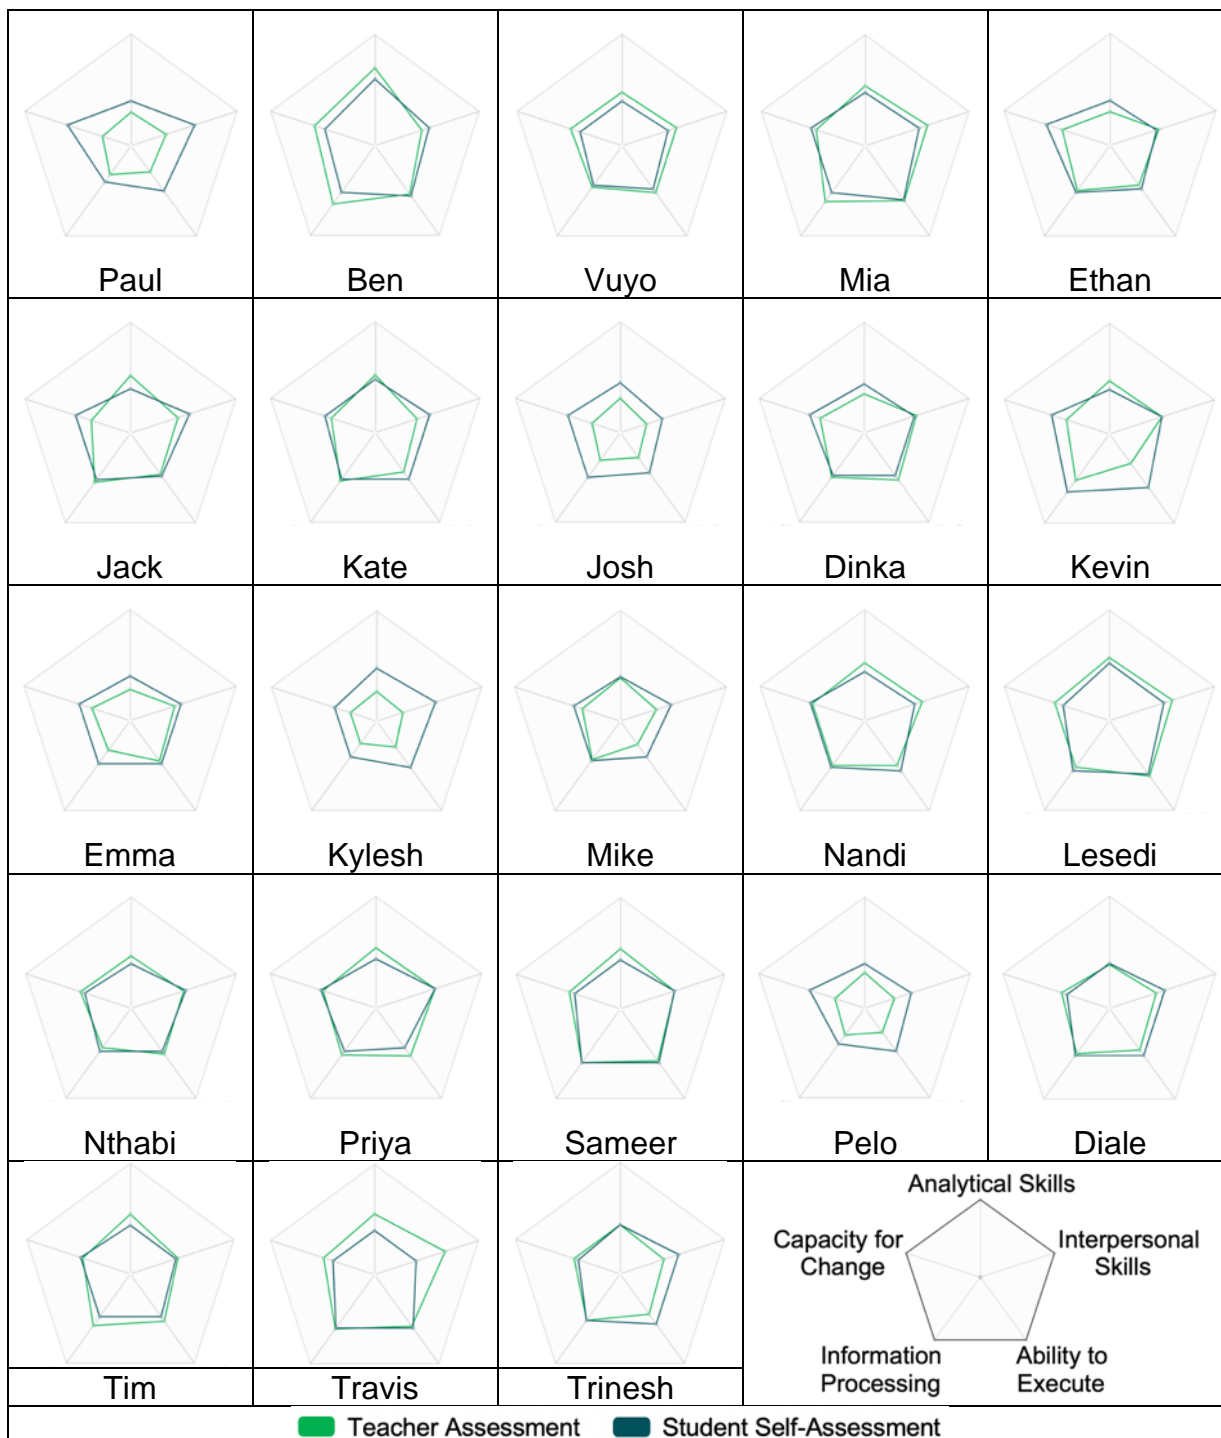 Paul
Ben
Vuyo
Mia
Ethan
Jack
Kate
Josh
Dinka
Kevin
Emma
Kylesh
Mike
Nandi
Lesedi
Nthabi
Priya
Sameer
Pelo
Diale
Tim
Travis
Trinesh
Analytical Skills
Capacity for
Change
Interpersonal
Skills
Information
Processing
Ability to
Execute
Teacher Assessment
Student Self-Assessment